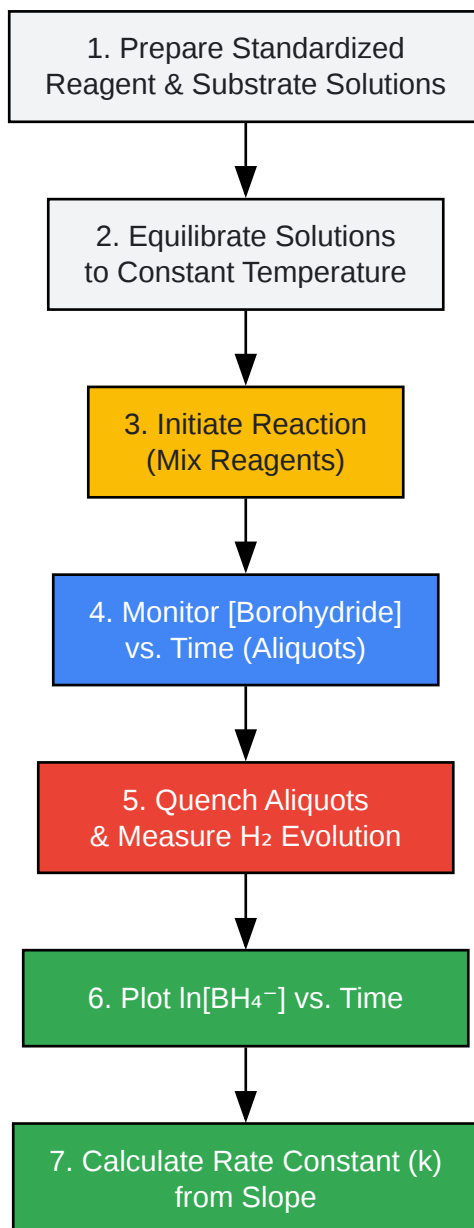 1. Prepare Standardized
Reagent & Substrate Solutions
2. Equilibrate Solutions
to Constant Temperature
3. Initiate Reaction
(Mix Reagents)
4. Monitor [Borohydride]
vs. Time (Aliquots)
5. Quench Aliquots
& Measure H₂ Evolution
6. Plot ln[BH₄⁻] vs. Time
7. Calculate Rate Constant (k)
from Slope